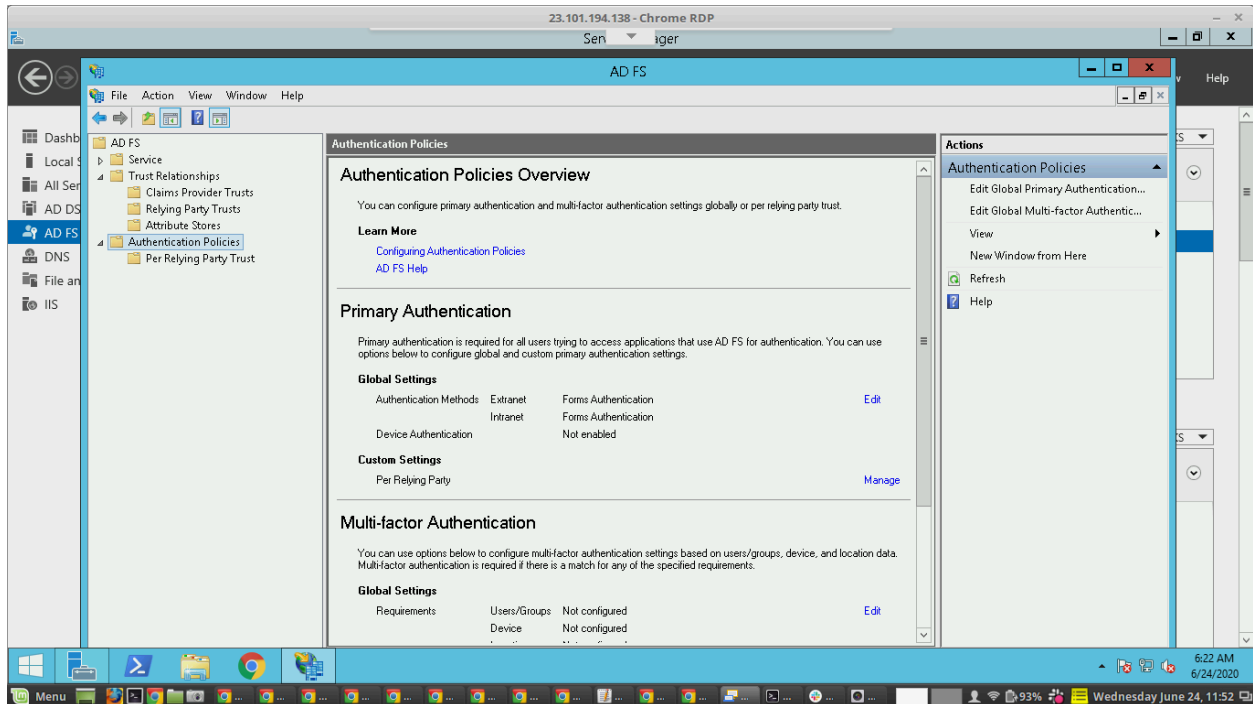 23.101.194.138 - Chrome RDP
Ser ager
AD FS
Help
File Action View Window Help
Dashb
Local S
All Ser
AD DS
AD FS
DNS
File an
IIS
AD FS
Service
Trust Relationships
Claims Provider Trusts
Relying Party Trusts
Attribute Stores
Authentication Policies
Per Relying Party Trust
Authentication Policies
Authentication Policies Overview
You can configure primary authentication and multi-factor authentication settings globally or per relying party trust.
Learn More
Configuring Authentication Policies
AD FS Help
Primary Authentication
Primary authentication is required for all users trying to access applications that use AD FS for authentication. You can use
options below to configure global and custom primary authentication settings.
Global Settings
Authentication Methods Extranet Forms Authentication Edit
Intranet Forms Authentication
Device Authentication Not enabled
Custom Settings
Per Relying Party Manage
Multi-factor Authentication
You can use options below to configure multi-factor authentication settings based on users/groups, device, and location data.
Multi-factor authentication is required if there is a match for any of the specified requirements.
Global Settings
Requirements Users/Groups Not configured Edit
Device Not configured
Actions
Authentication Policies
Edit Global Primary Authentication...
Edit Global Multi-factor Authentic...
View
New Window from Here
Refresh
Help
6:22 AM
6/24/2020
Menu
93%
Wednesday June 24, 11:52